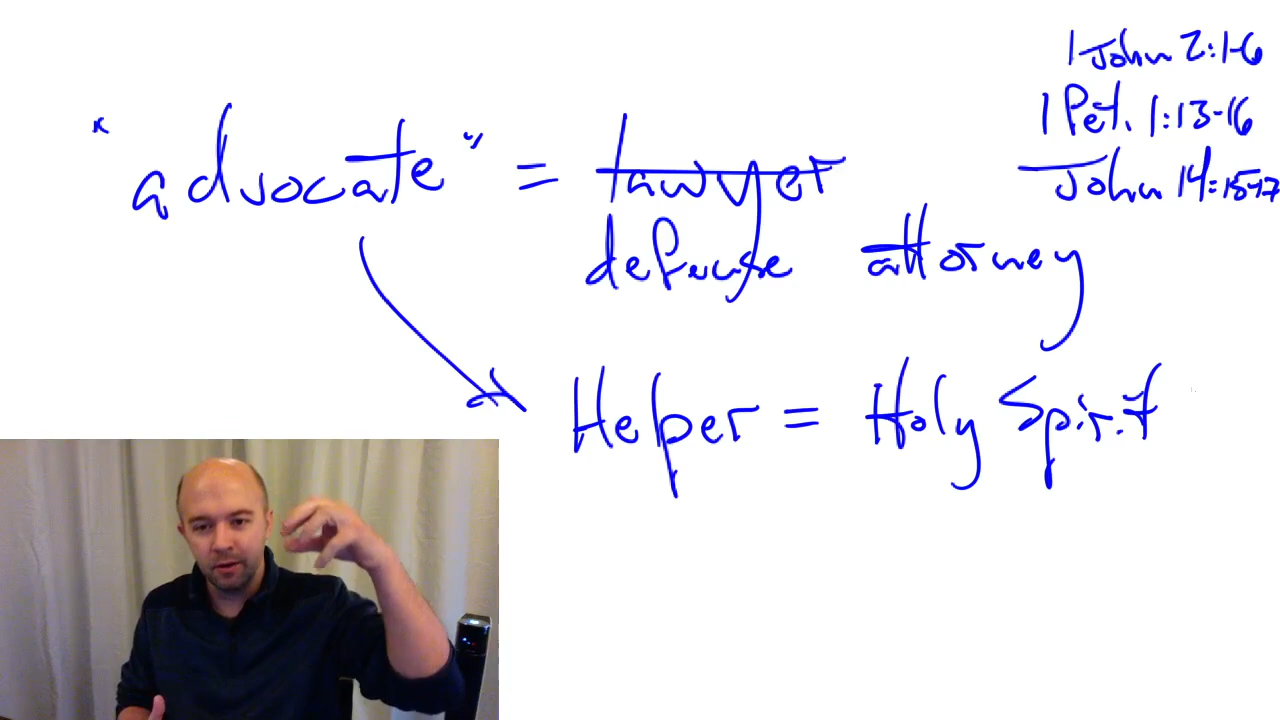 "advocate" = lawyer
defense attorney
Helper = Holy Spirit
1 John 2:1-6
1 Pet. 1:13-16
John 14:15-17